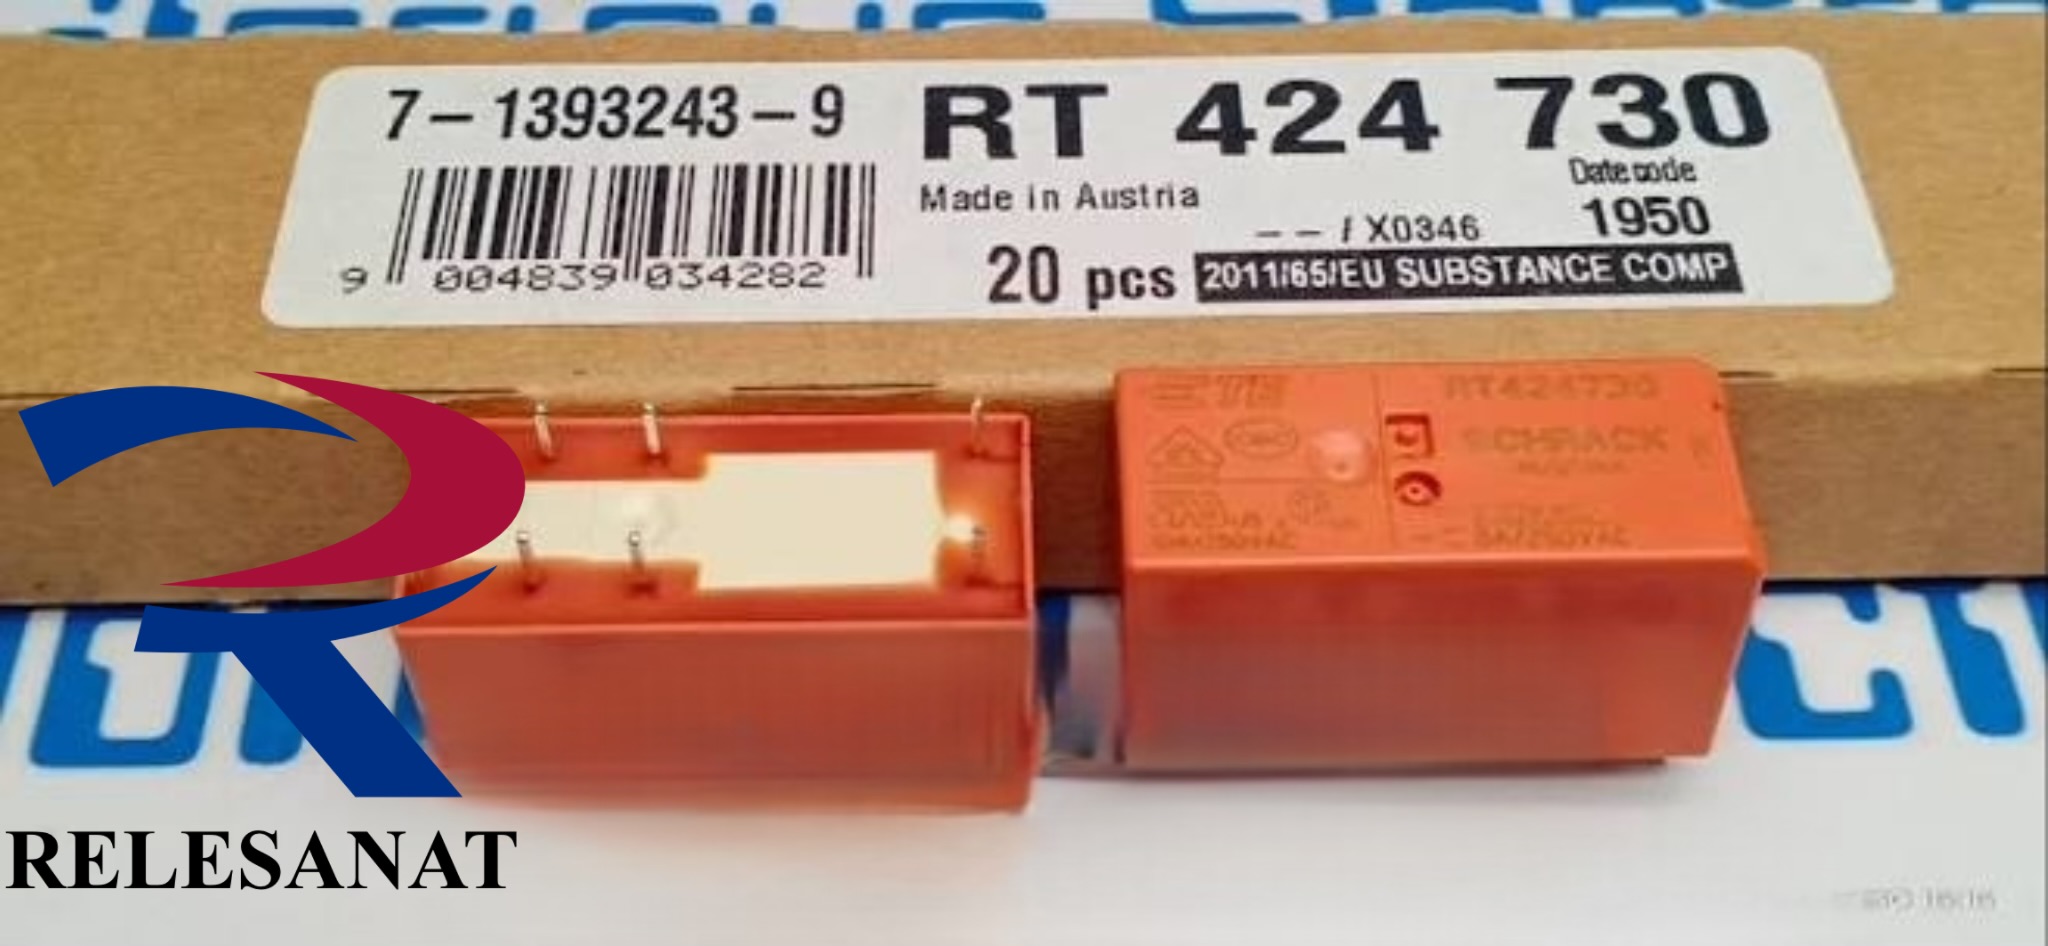 7-1393243-9
RT 424 730
Date code
Made in Austria
1950
--/X0346
20 pcs
2011/65/EU SUBSTANCE COMP
9 004839 034282
RT424730
SCHRACK
RELESANAT